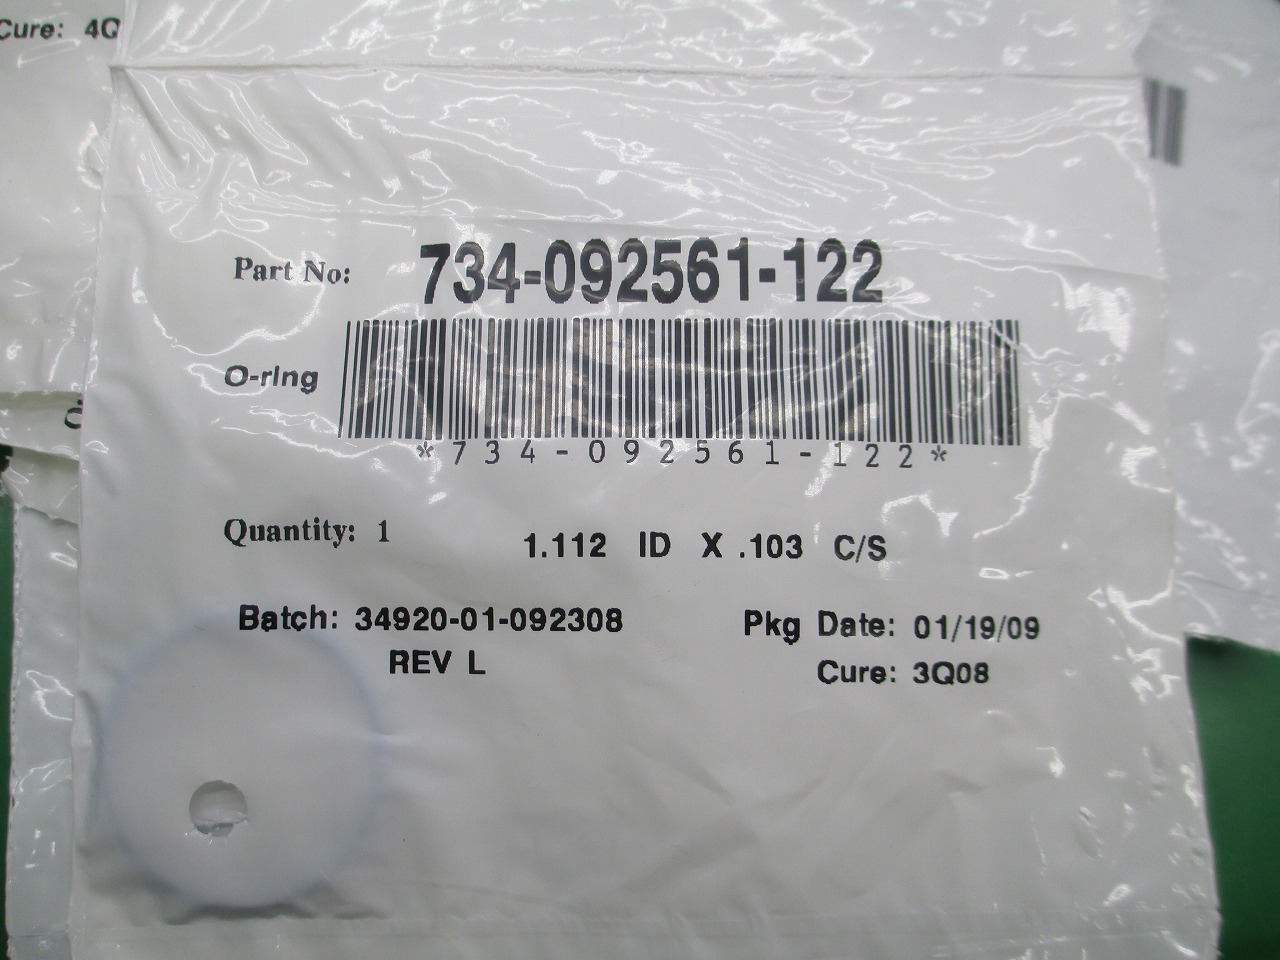 Cure: 4Q
Part No: 734-092561-122
O-ring
*734-092561-122*
Quantity: 1 1.112 ID X .103 C/S
Batch: 34920-01-092308 Pkg Date: 01/19/09
REV L Cure: 3Q08